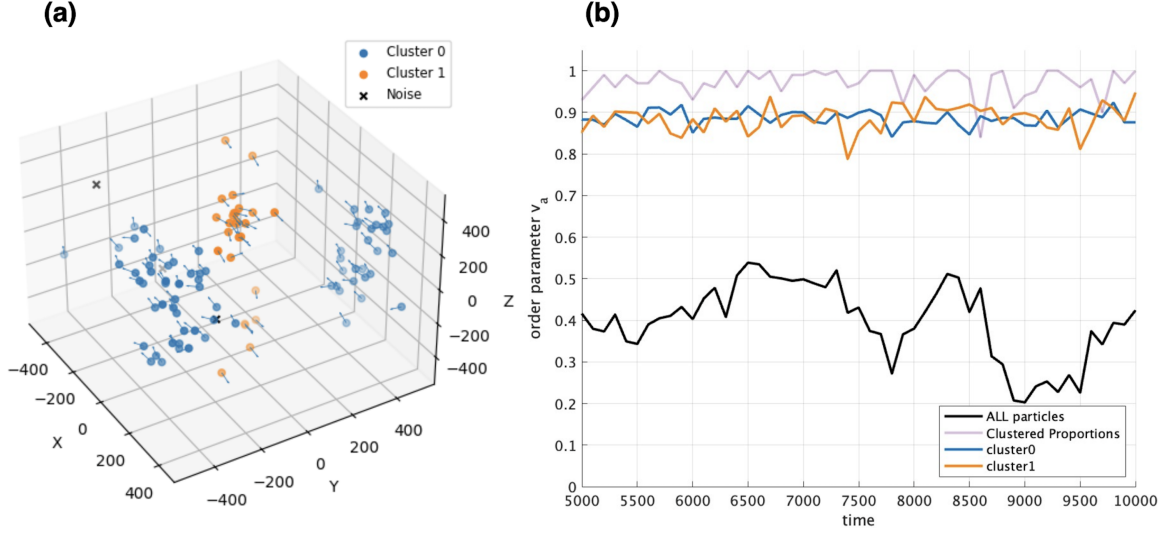 (a)
(b)
Cluster 0
Cluster 1
Noise
400
200
0
−200
−400
Z
−400
−200
0
200
400
X
−400
−200
0
200
400
Y
1
0.9
0.8
0.7
0.6
0.5
0.4
0.3
0.2
0.1
0
order parameter va
ALL particles
Clustered Proportions
cluster0
cluster1
5000 5500 6000 6500 7000 7500 8000 8500 9000 9500 10000
time